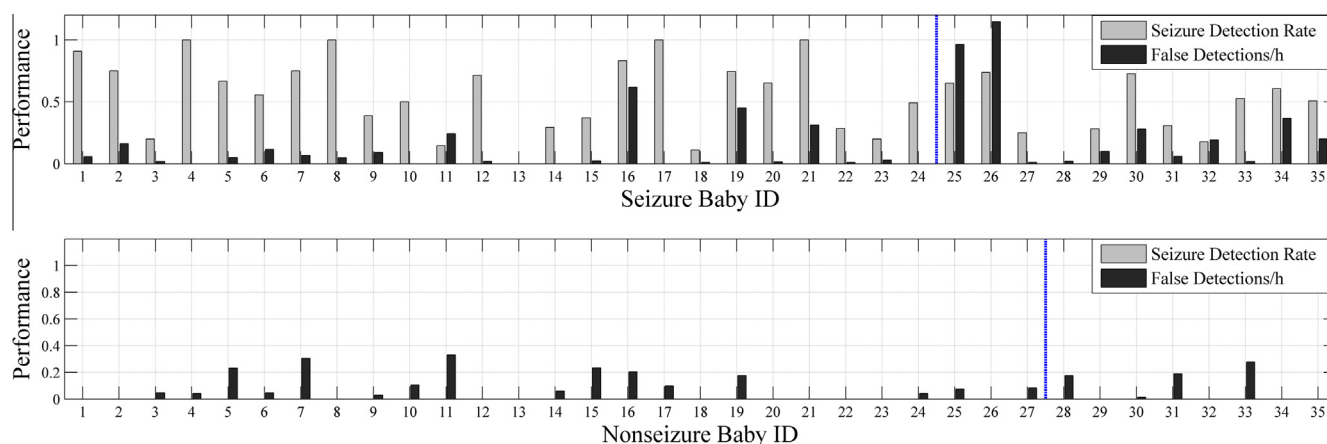 Performance
1
0.5
0
Seizure Detection Rate
False Detections/h
1 2 3 4 5 6 7 8 9 10 11 12 13 14 15 16 17 18 19 20 21 22 23 24 25 26 27 28 29 30 31 32 33 34 35
Seizure Baby ID
Performance
1
0.8
0.6
0.4
0.2
0
Seizure Detection Rate
False Detections/h
1 2 3 4 5 6 7 8 9 10 11 12 13 14 15 16 17 18 19 20 21 22 23 24 25 26 27 28 29 30 31 32 33 34 35
Nonseizure Baby ID